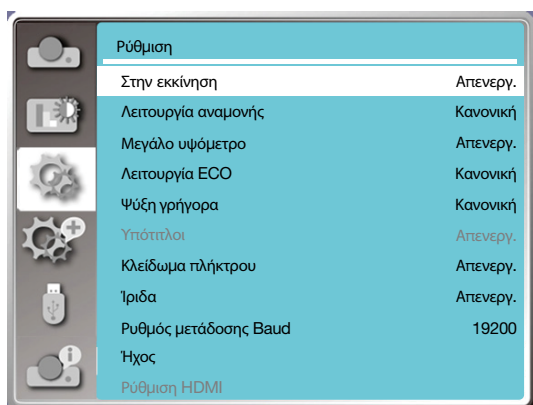 Ρύθμιση
Στην εκκίνηση Απενεργ.
Λειτουργία αναμονής Κανονική
Μεγάλο υψόμετρο Απενεργ.
Λειτουργία ECO Κανονική
Ψύξη γρήγορα Κανονική
Υπότιτλοι Απενεργ.
Κλείδωμα πλήκτρου Απενεργ.
Ίριδα Απενεργ.
Ρυθμός μετάδοσης Baud 19200
Ήχος
Ρύθμιση HDMI